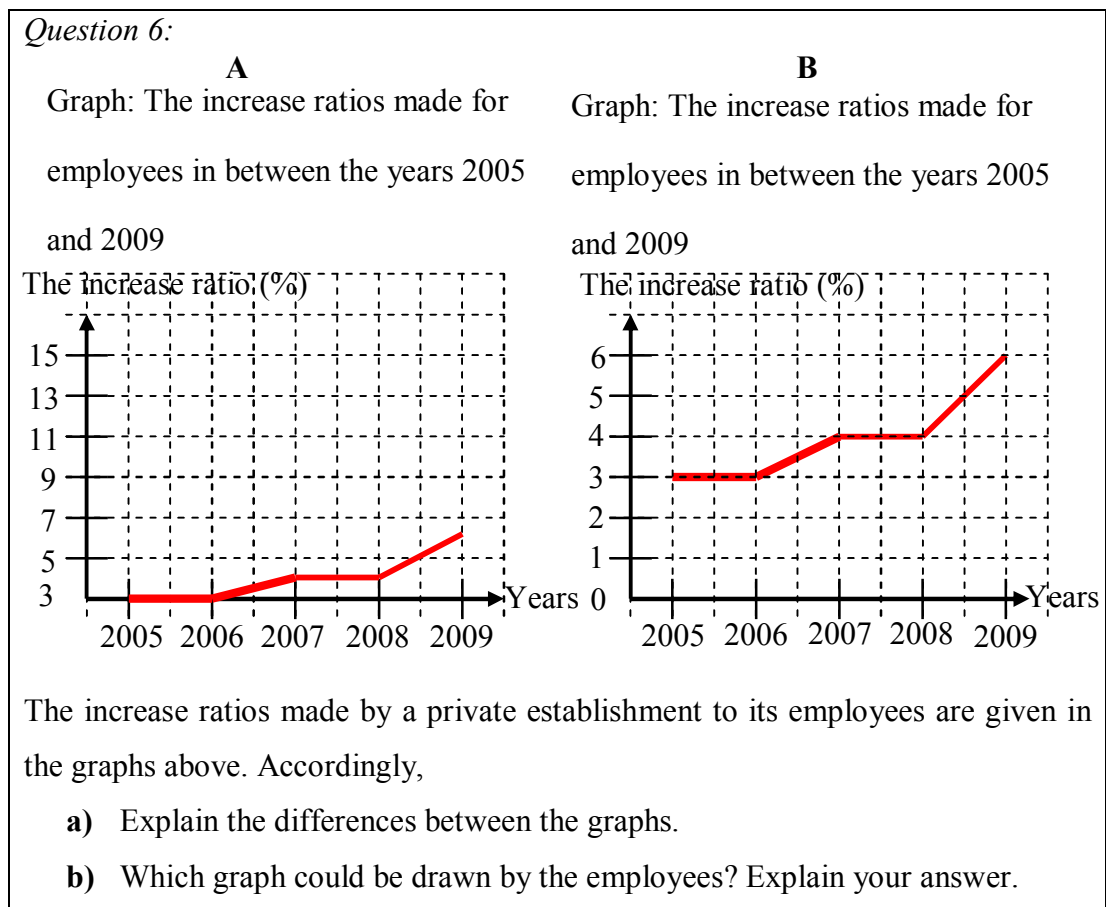 Question 6:
A
Graph: The increase ratios made for
employees in between the years 2005
and 2009
The increase ratio (%)
15
13
11
9
7
5
3
Years
2005 2006 2007 2008 2009
B
Graph: The increase ratios made for
employees in between the years 2005
and 2009
The increase ratio (%)
6
5
4
3
2
1
0
Years
2005 2006 2007 2008 2009
The increase ratios made by a private establishment to its employees are given in
the graphs above. Accordingly,
a) Explain the differences between the graphs.
b) Which graph could be drawn by the employees? Explain your answer.